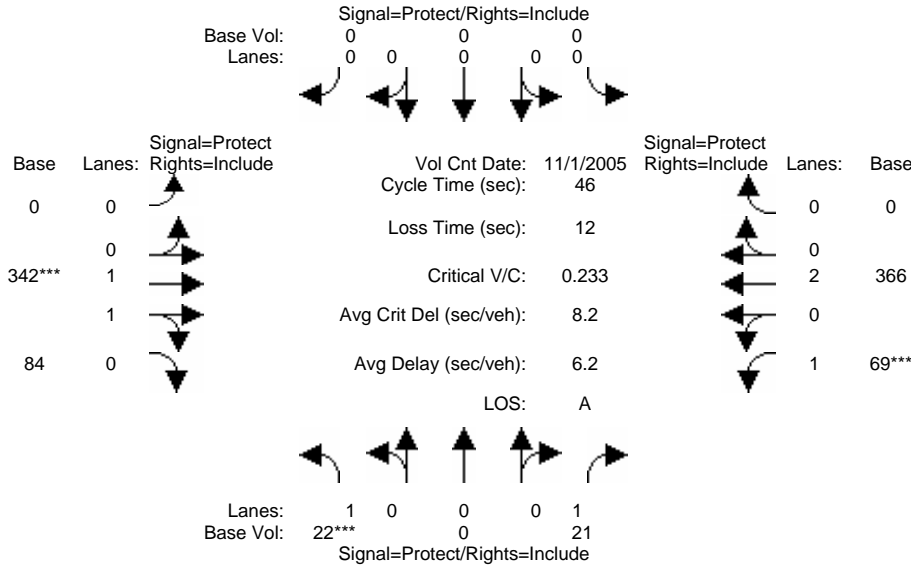 Signal=Protect/Rights=Include
Base Vol: 0 0 0
Lanes: 0 0 0 0 0
Signal=Protect Signal=Protect
Base Lanes: Rights=Include Vol Cnt Date: 11/1/2005 Rights=Include Lanes: Base
Cycle Time (sec): 46
0 0 0 0
Loss Time (sec): 12
0 0
342*** 1 Critical V/C: 0.233 2 366
1 Avg Crit Del (sec/veh): 8.2 0
84 0 Avg Delay (sec/veh): 6.2 1 69***
LOS: A
Lanes: 1 0 0 0 1
Base Vol: 22*** 0 21
Signal=Protect/Rights=Include